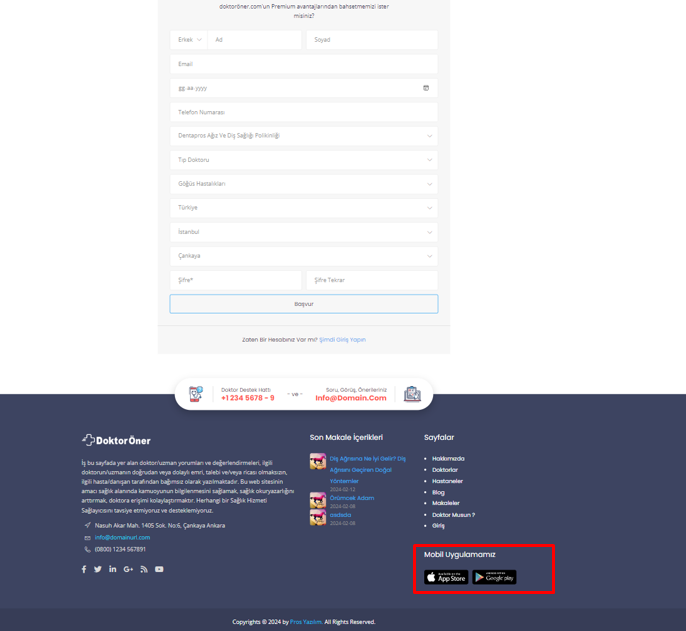 doktoröner.com'un Premium avantajlarından bahsetmemizi ister
misiniz?
Erkek
Ad
Soyad
Email
gg.aa.yyyy
Telefon Numarası
Dentapros Ağız Ve Diş Sağlığı Polikinliği
Tıp Doktoru
Göğüs Hastalıkları
Türkiye
İstanbul
Çankaya
Şifre*
Şifre Tekrar
Başvur
Zaten Bir Hesabınız Var mı? Şimdi Giriş Yapın
Doktor Destek Hattı
+1 234 5678 - 9
- ve -
Soru, Görüş, Önerileriniz
Info@Domain.Com
DoktorÖner
İş bu sayfada yer alan doktor/uzman yorumları ve değerlendirmeleri, ilgili
doktorun/uzmanın doğrudan veya dolaylı emri, talebi ve/veya ricası olmaksızın,
ilgili hasta/danışan tarafından bağımsız olarak yazılmaktadır. Bu web sitesinin
amacı sağlık alanında kamuoyunun bilgilenmesini sağlamak, sağlık okuryazarlığını
arttırmak, doktora erişimi kolaylaştırmaktır. Herhangi bir Sağlık Hizmeti
Sağlayıcısını tavsiye etmiyoruz ve desteklemiyoruz.
Nasuh Akar Mah. 1405 Sok. No:6, Çankaya Ankara
info@domainurl.com
(0800) 1234 567891
Son Makale İçerikleri
Diş Ağrısına Ne İyi Gelir? Diş
Ağrısını Geçiren Doğal
Yöntemler
2024-02-12
Örümcek Adam
2024-02-08
asdsda
2024-02-08
Sayfalar
Hakkımızda
Doktorlar
Hastaneler
Blog
Makaleler
Doktor Musun ?
Giriş
Mobil Uygulamamız
App Store
Google play
Copyrights © 2024 by Pros Yazılım. All Rights Reserved.